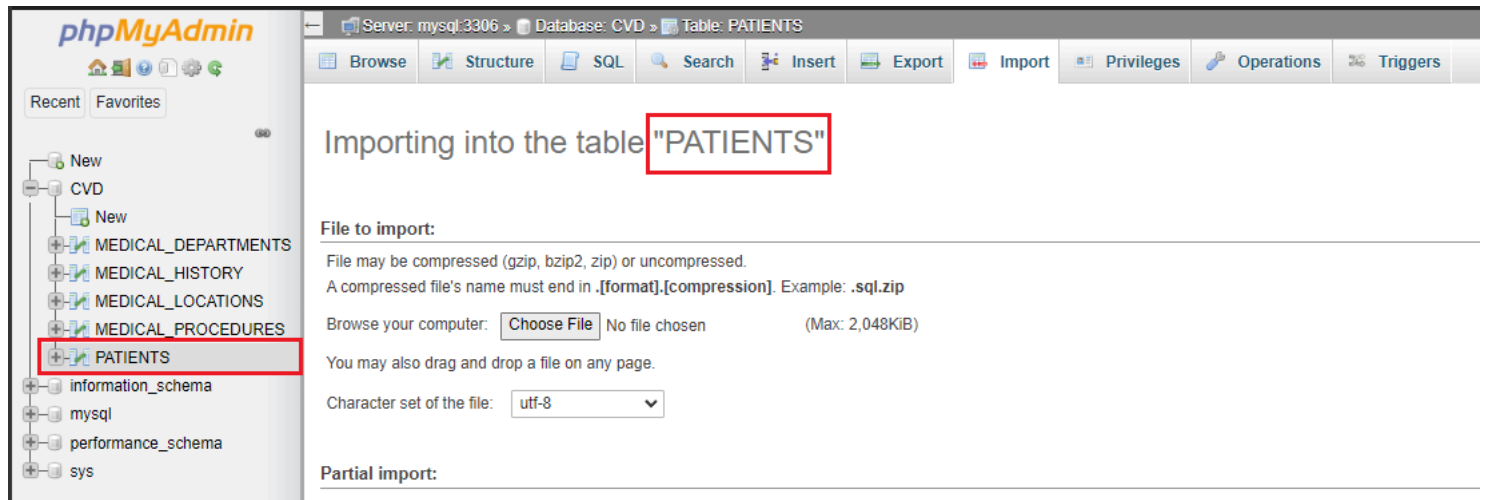 phpMyAdmin
Recent Favorites
New
CVD
New
MEDICAL_DEPARTMENTS
MEDICAL_HISTORY
MEDICAL_LOCATIONS
MEDICAL_PROCEDURES
PATIENTS
information_schema
mysql
performance_schema
sys
Server: mysql:3306 » Database: CVD » Table: PATIENTS
Browse Structure SQL Search Insert Export Import Privileges Operations Triggers
Importing into the table "PATIENTS"
File to import:
File may be compressed (gzip, bzip2, zip) or uncompressed.
A compressed file's name must end in .[format].[compression]. Example: .sql.zip
Browse your computer: Choose File No file chosen (Max: 2,048KiB)
You may also drag and drop a file on any page.
Character set of the file: utf-8
Partial import: